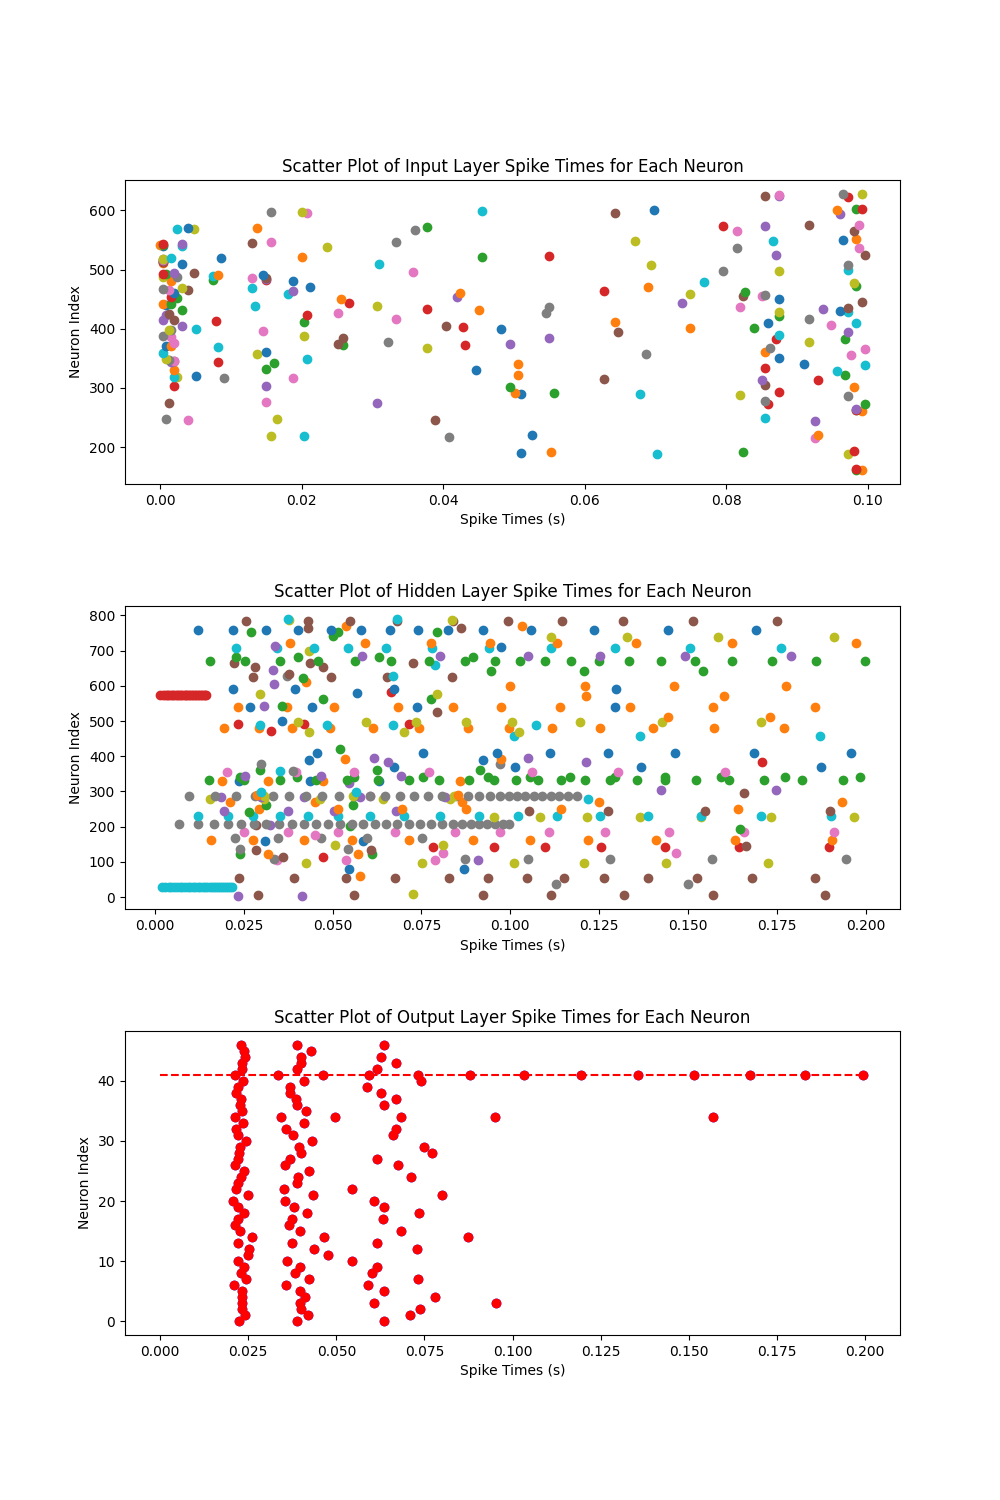 Scatter Plot of Input Layer Spike Times for Each Neuron
Neuron Index
600
500
400
300
200
0.00 0.02 0.04 0.06 0.08 0.10
Spike Times (s)
Scatter Plot of Hidden Layer Spike Times for Each Neuron
Neuron Index
800
700
600
500
400
300
200
100
0
0.000 0.025 0.050 0.075 0.100 0.125 0.150 0.175 0.200
Spike Times (s)
Scatter Plot of Output Layer Spike Times for Each Neuron
Neuron Index
40
30
20
10
0
0.000 0.025 0.050 0.075 0.100 0.125 0.150 0.175 0.200
Spike Times (s)